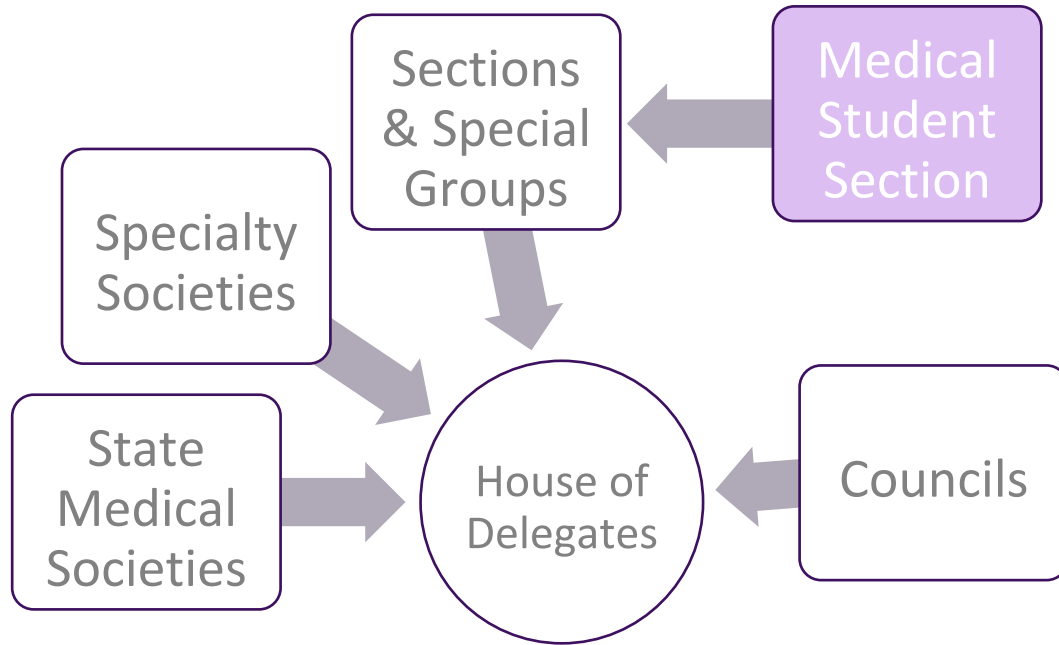 Sections
& Special
Groups
Medical
Student
Section
Specialty
Societies
State
Medical
Societies
House of
Delegates
Councils